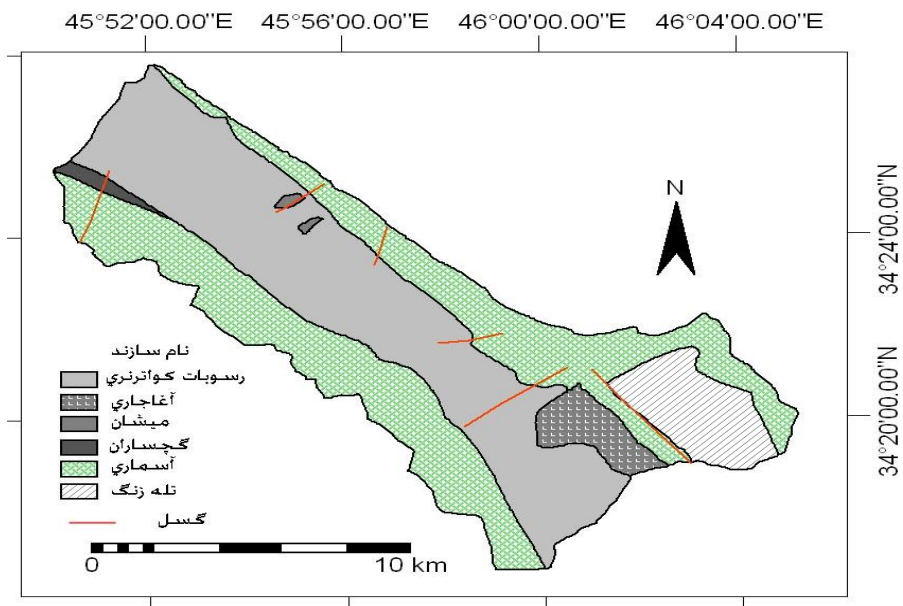 45°52'00.00"E 45°56'00.00"E 46°00'00.00"E 46°04'00.00"E
N
34°24'00.00"N
34°20'00.00"N
نام سازند
رسوبات کواترنري
آغاجاري
میشان
گچساران
آسماري
تله زنگ
گسل
0 10 km